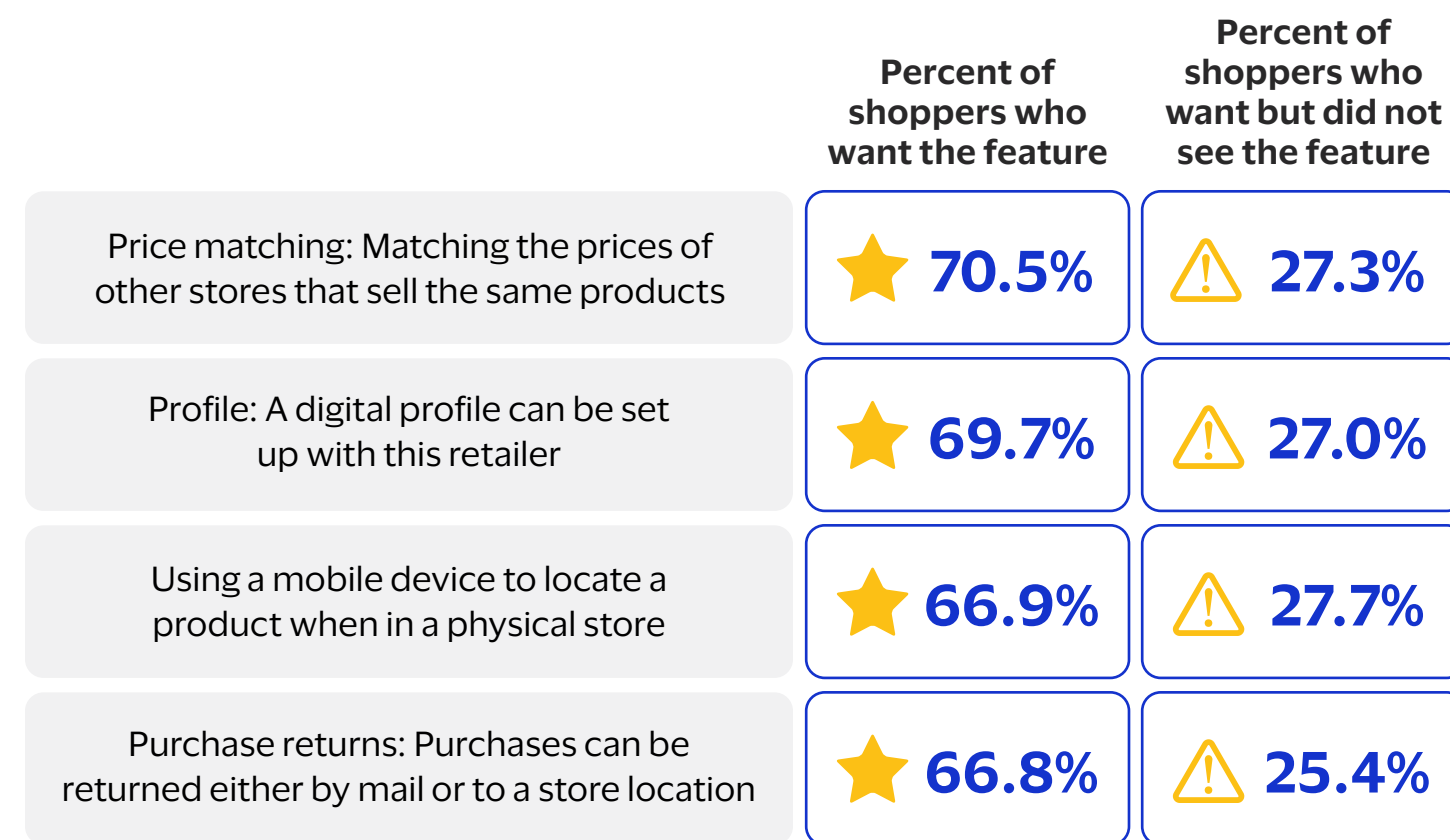 Percent of
shoppers who
want the feature
Percent of
shoppers who
want but did not
see the feature
Price matching: Matching the prices of
other stores that sell the same products
70.5%
27.3%
Profile: A digital profile can be set
up with this retailer
69.7%
27.0%
Using a mobile device to locate a
product when in a physical store
66.9%
27.7%
Purchase returns: Purchases can be
returned either by mail or to a store location
66.8%
25.4%